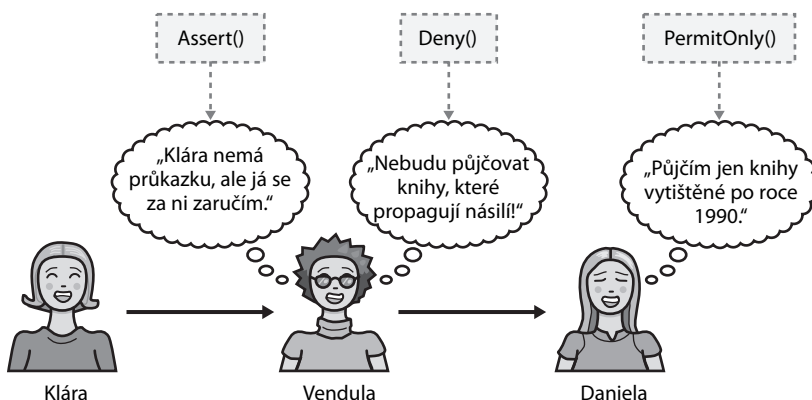 Assert()
Deny()
PermitOnly()
„Klára nemá
průkazku, ale já se
za ni zaručím.“
„Nebudu půjčovat
knihy, které
propagují násilí!“
„Půjčím jen knihy
vytištěné po roce
1990.“
Klára
Vendula
Daniela